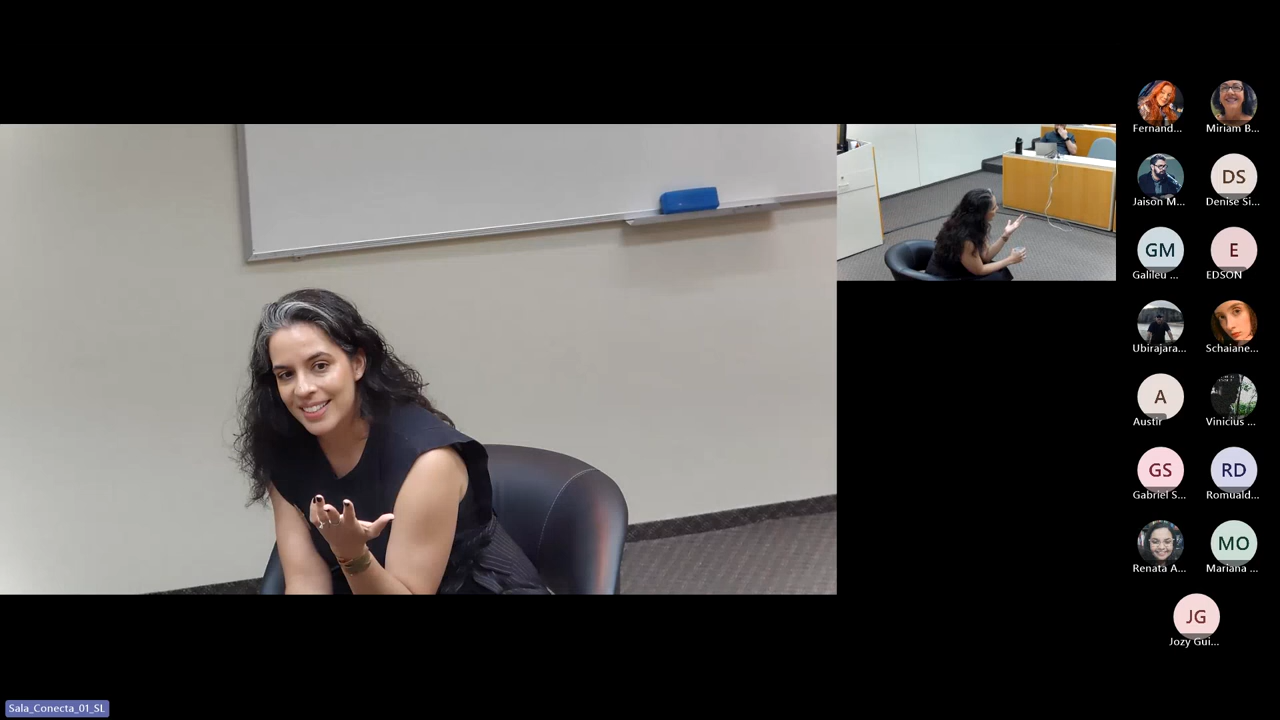 Fernand...
Miriam B...
Jaison M...
DS
Denise Si...
GM
Galileu ...
E
EDSON
Ubirajara...
Schaiane...
A
Austir
Vinicius ...
GS
Gabriel S...
RD
Romuald...
Renata A...
MO
Mariana ...
JG
Jozy Gui...
Sala_Conecta_01_SL